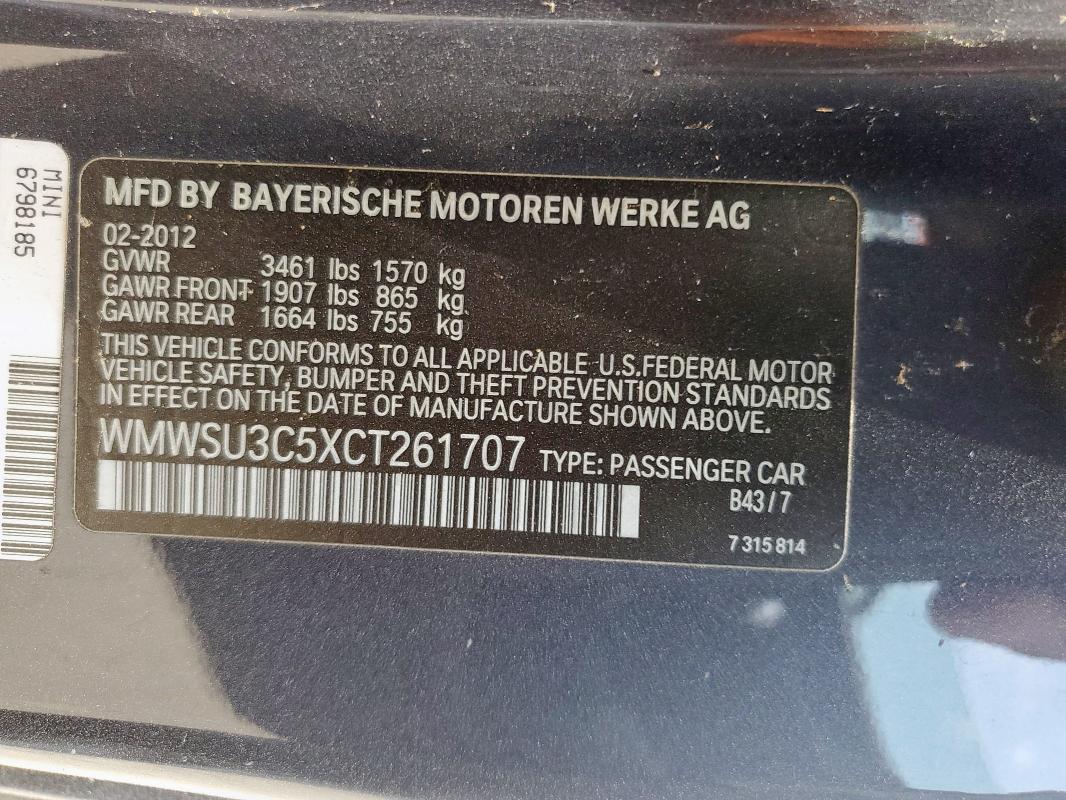 MINI
6798185
MFD BY BAYERISCHE MOTOREN WERKE AG
02-2012
GVWR 3461 lbs 1570 kg
GAWR FRONT 1907 lbs 865 kg
GAWR REAR 1664 lbs 755 kg
THIS VEHICLE CONFORMS TO ALL APPLICABLE U.S.FEDERAL MOTOR
VEHICLE SAFETY, BUMPER AND THEFT PREVENTION STANDARDS
IN EFFECT ON THE DATE OF MANUFACTURE SHOWN ABOVE.
WMWSU3C5XCT261707 TYPE: PASSENGER CAR
B43/7
7 315 814